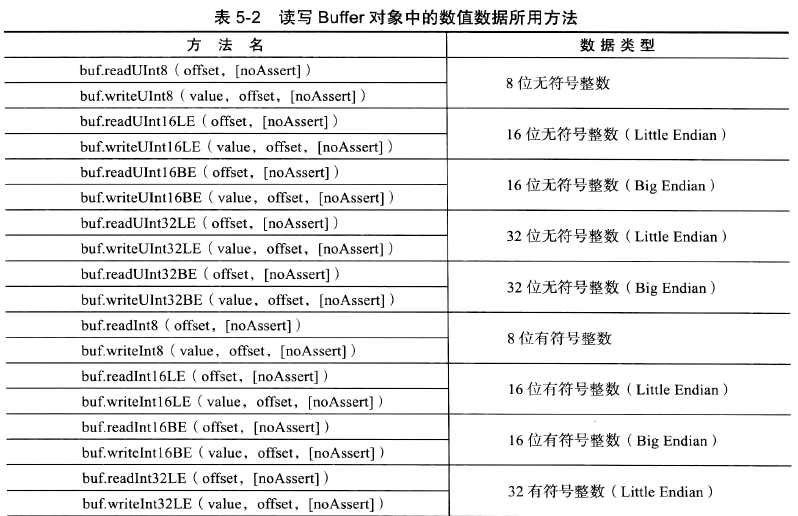 表 5-2 读写 Buffer 对象中的数值数据所用方法
方 法 名 数 据 类 型
buf.readUInt8（offset，[noAssert]）
8 位无符号整数
buf.writeUInt8（value，offset，[noAssert]）
buf.readUInt16LE（offset，[noAssert]）
16 位无符号整数（Little Endian）
buf.writeUInt16LE（value，offset，[noAssert]）
buf.readUInt16BE（offset，[noAssert]）
16 位无符号整数（Big Endian）
buf.writeUInt16BE（value，offset，[noAssert]）
buf.readUInt32LE（offset，[noAssert]）
32 位无符号整数（Little Endian）
buf.writeUInt32LE（value，offset，[noAssert]）
buf.readUInt32BE（offset，[noAssert]）
32 位无符号整数（Big Endian）
buf.writeUInt32BE（value，offset，[noAssert]）
buf.readInt8（offset，[noAssert]）
8 位有符号整数
buf.writeInt8（value，offset，[noAssert]）
buf.readInt16LE（offset，[noAssert]）
16 位有符号整数（Little Endian）
buf.writeInt16LE（value，offset，[noAssert]）
buf.readInt16BE（offset，[noAssert]）
16 位有符号整数（Big Endian）
buf.writeInt16BE（value，offset，[noAssert]）
buf.readInt32LE（offset，[noAssert]）
32 有符号整数（Little Endian）
buf.writeInt32LE（value，offset，[noAssert]）